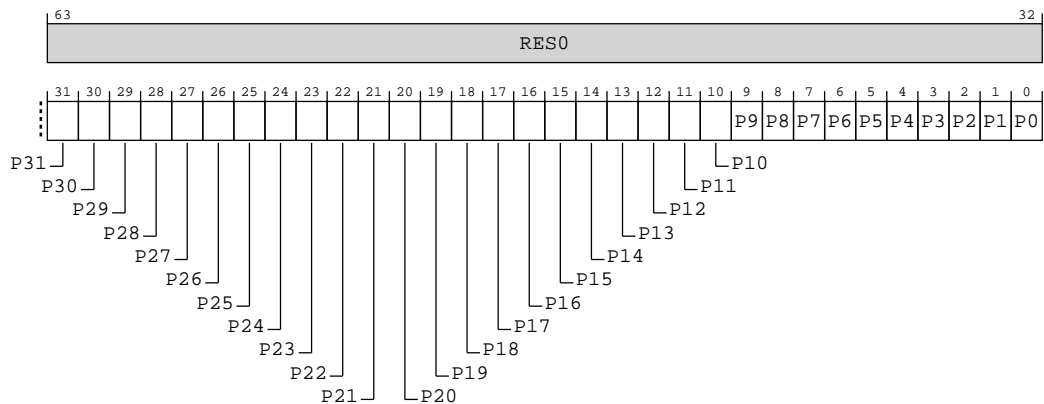 63 32
RES0
31 30 29 28 27 26 25 24 23 22 21 20 19 18 17 16 15 14 13 12 11 10 9 8 7 6 5 4 3 2 1 0
P9 P8 P7 P6 P5 P4 P3 P2 P1 P0
P31 P10
P30 P11
P29 P12
P28 P13
P27 P14
P26 P15
P25 P16
P24 P17
P23 P18
P22 P19
P21 P20